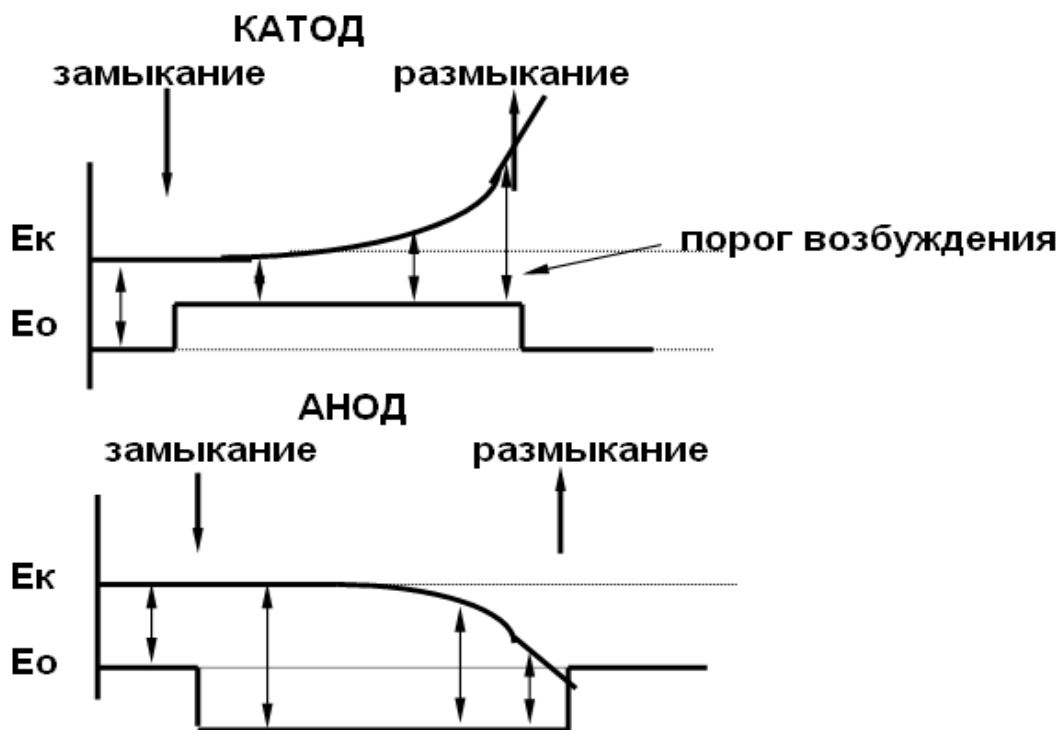 КАТОД
замыкание размыкание
Ек
порог возбуждения
Ео
АНОД
замыкание размыкание
Ек
Ео